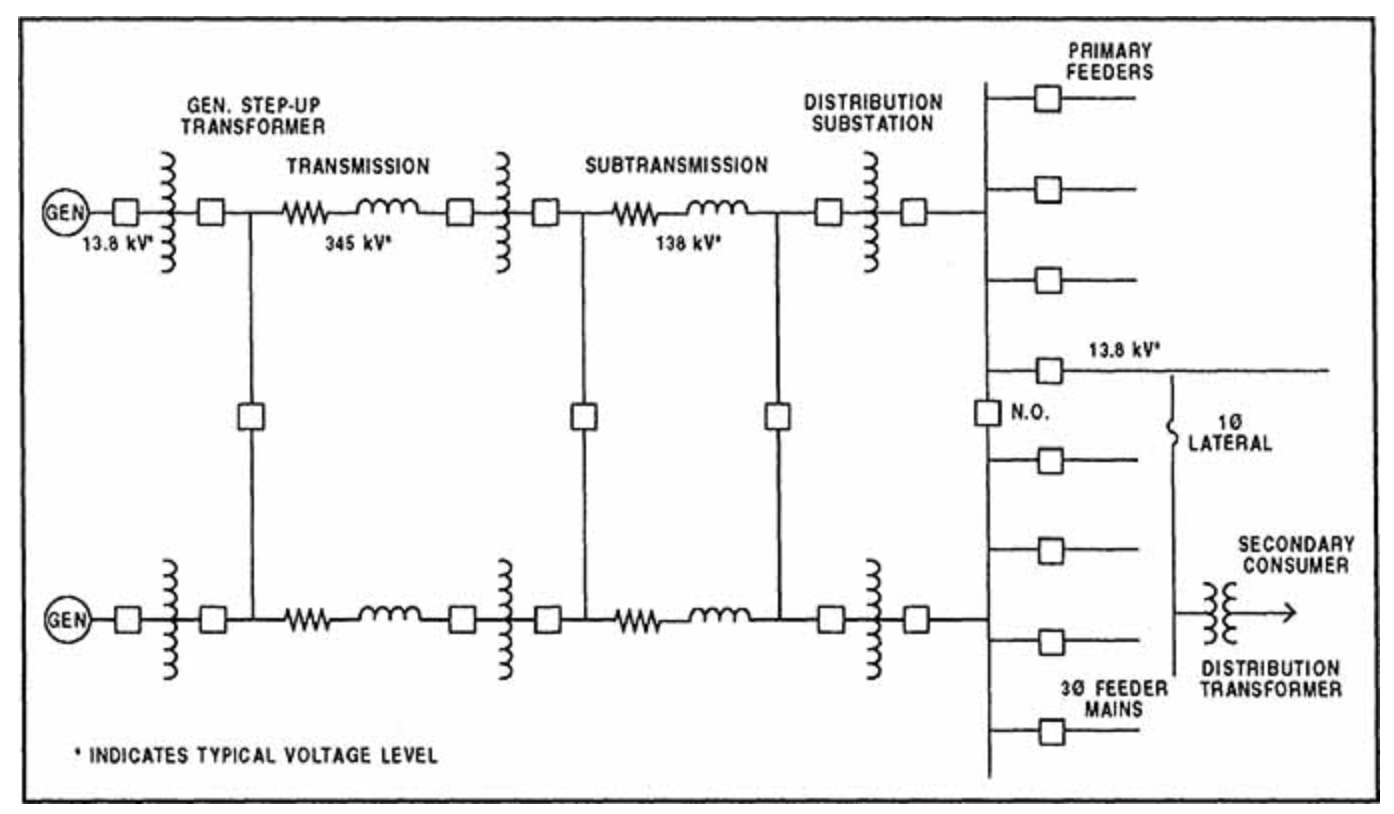 PRIMARY
FEEDERS
GEN. STEP-UP
TRANSFORMER
DISTRIBUTION
SUBSTATION
TRANSMISSION
SUBTRANSMISSION
GEN
13.8 kV*
345 kV*
138 kV*
13.8 kV*
N.O.
1Ø
LATERAL
SECONDARY
CONSUMER
GEN
DISTRIBUTION
TRANSFORMER
3Ø FEEDER
MAINS
* INDICATES TYPICAL VOLTAGE LEVEL